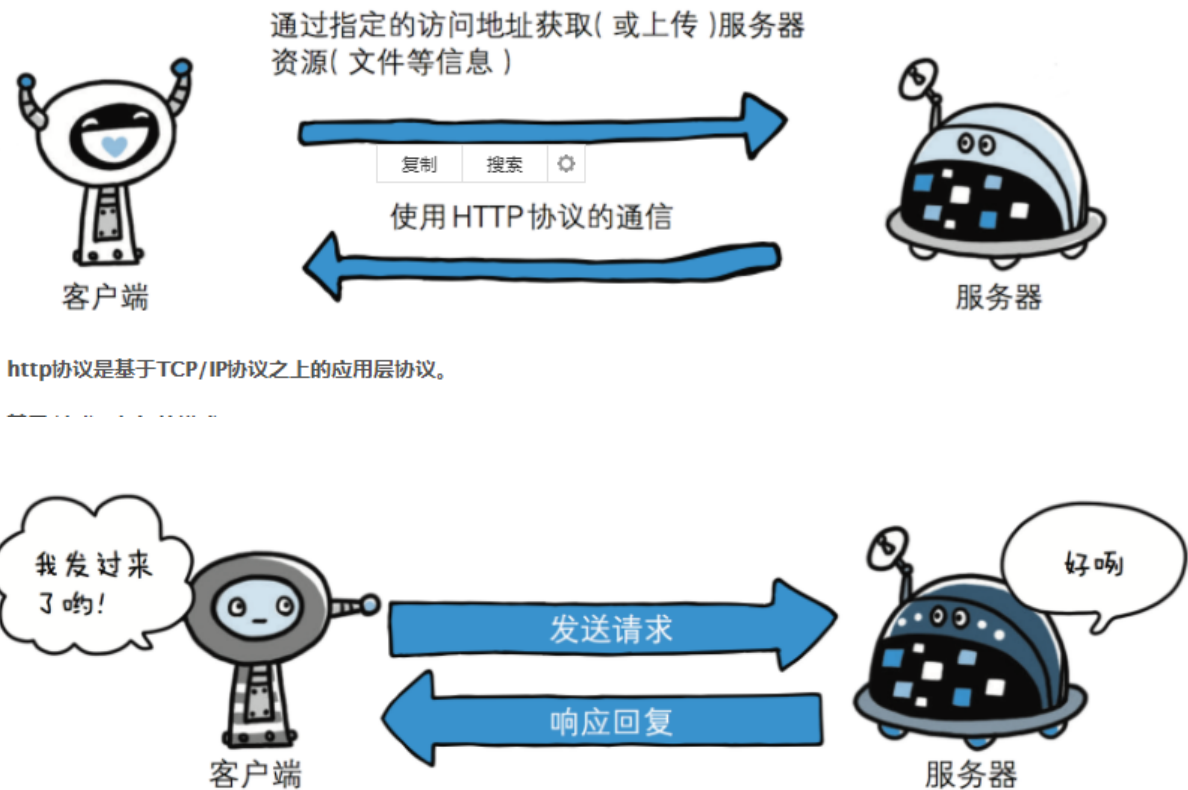 通过指定的访问地址获取( 或上传 )服务器
资源( 文件等信息 )
复制 搜索
使用HTTP协议的通信
客户端
服务器
http协议是基于TCP/IP协议之上的应用层协议。
我发过来
了哟!
好咧
发送请求
响应回复
客户端
服务器